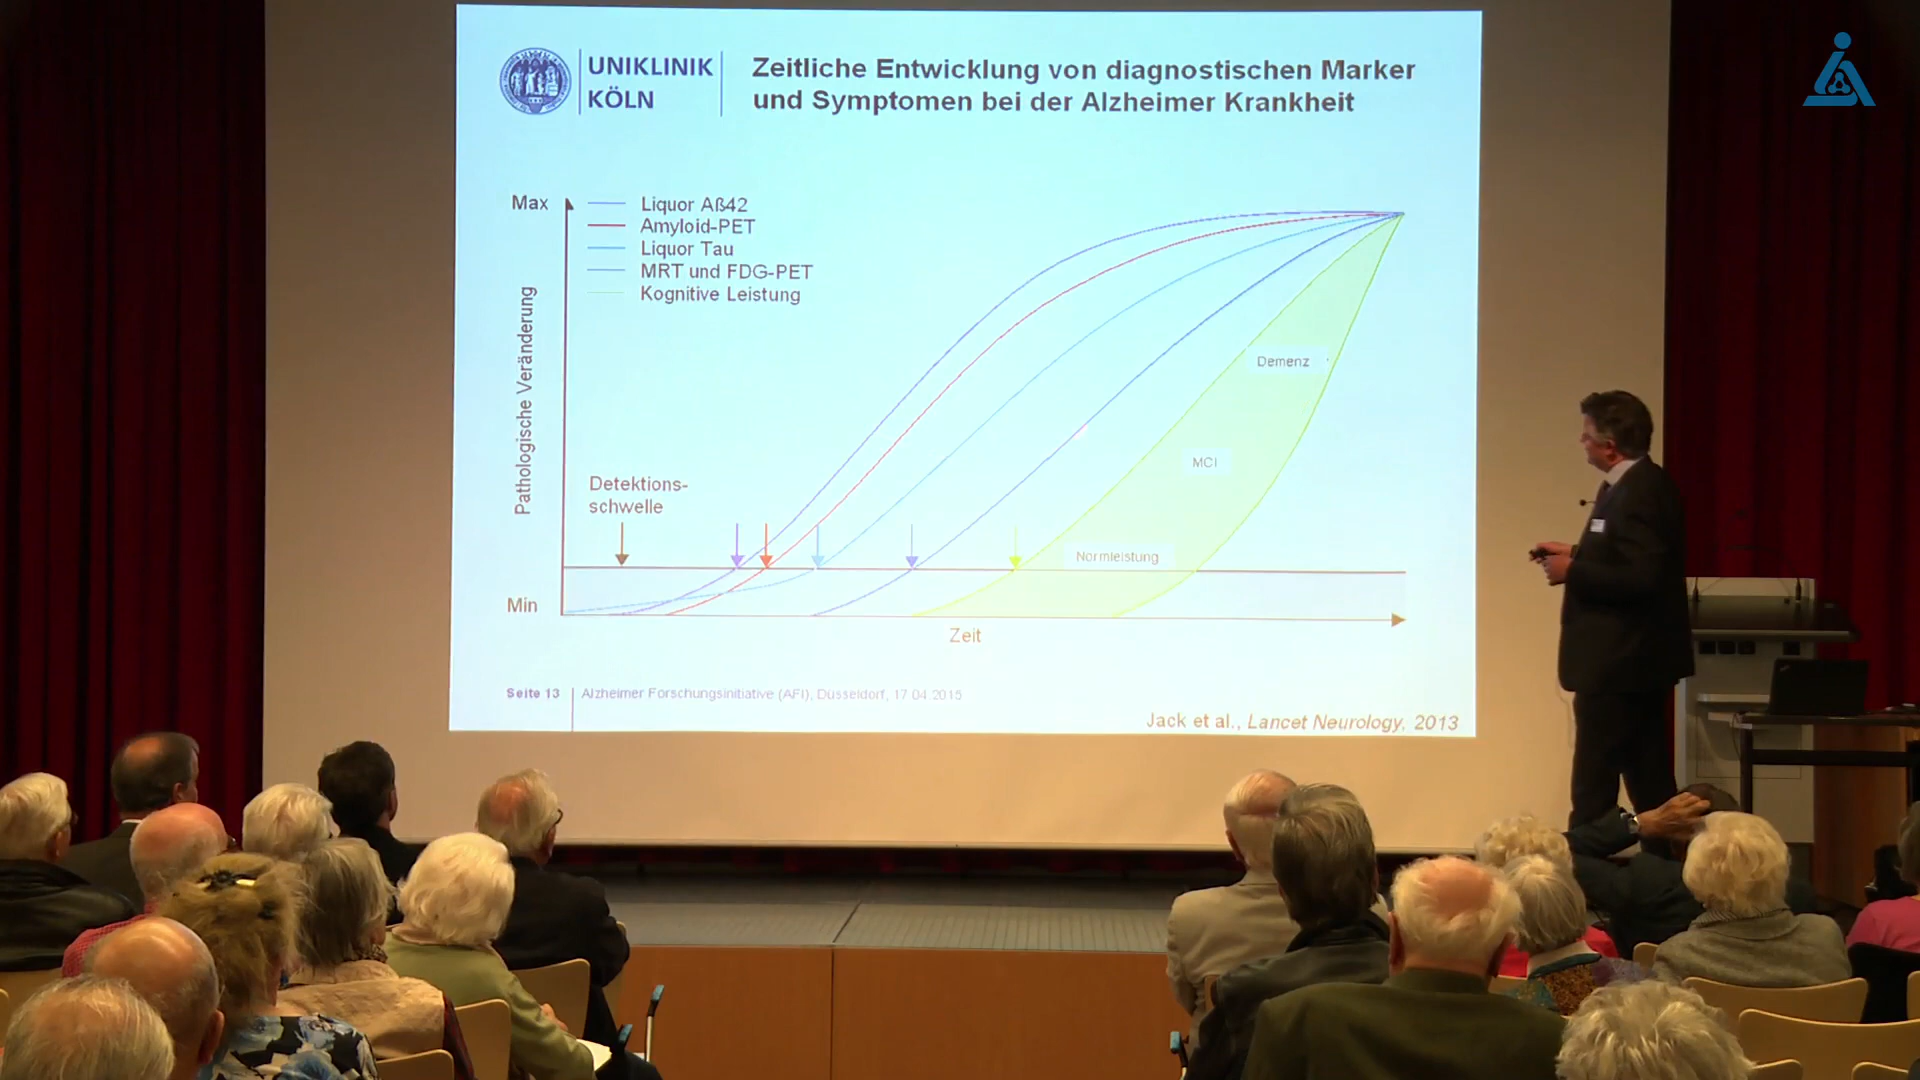 UNIKLINIK
KÖLN
Zeitliche Entwicklung von diagnostischen Marker
und Symptomen bei der Alzheimer Krankheit
Max
Liquor Aß42
Amyloid-PET
Liquor Tau
MRT und FDG-PET
Kognitive Leistung
Pathologische Veränderung
Demenz
MCI
Detektions-
schwelle
Normleistung
Min
Zeit
Seite 13
Alzheimer Forschungsinitiative (AFI), Düsseldorf, 17.04.2015
Jack et al., Lancet Neurology, 2013